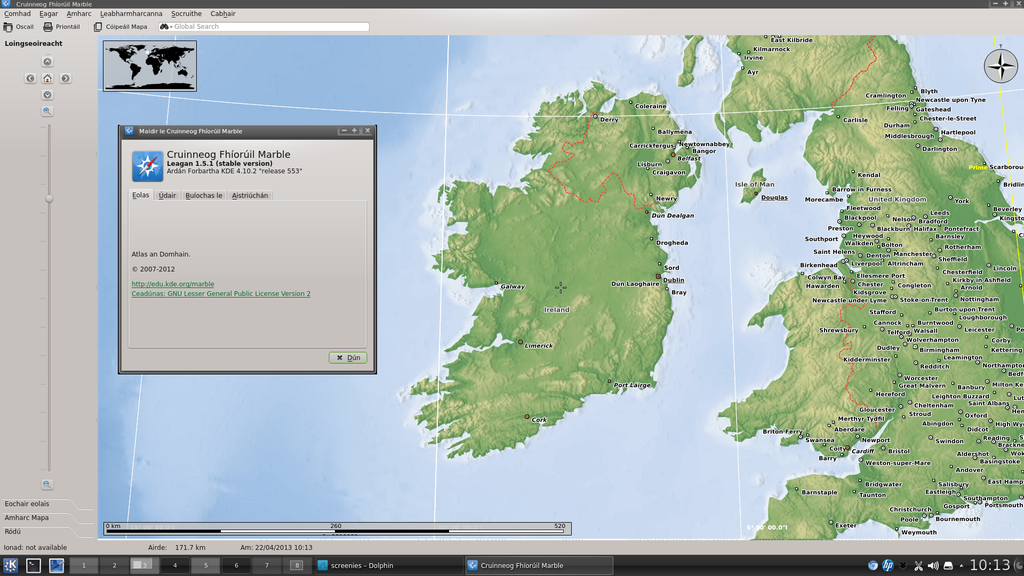 Cruinneog Fhíorúil Marble
Comhad Eagar Amharc Leabharmharcanna Socruithe Cabhair
Oscail Priontáil Cóipeáil Mapa Global Search
Loingseoireacht
Maidir le Cruinneog Fhíorúil Marble
Cruinneog Fhíorúil Marble
Leagan 1.5.1 (stable version)
Ardán Forbartha KDE 4.10.2 "release 553"
Eolas Údair Buíochas le Aistriúchán
Atlas an Domhain.
© 2007-2012
http://edu.kde.org/marble
Ceadúnas: GNU Lesser General Public License Version 2
Dún
East Kilbride
Kilmarnock
Irvine
Ayr
Coleraine
Derry
Ballymena
Carrickfergus
Newtownabbey
Bangor
Belfast
Lisburn
Craigavon
Newry
Dun Dealgan
Drogheda
Sord
Dublin
Dun Laoghaire
Bray
Galway
Ireland
Limerick
Port Lairge
Cork
Isle of Man
Douglas
Cramlington
Blyth
Newcastle upon Tyne
Felling
Gateshead
Chester-le-Street
Carlisle
Durham
Hartlepool
Middlesbrough
Darlington
Scarborou
Kendal
Bridlin
Barrow in Furness
Morecambe
United Kingdom
York
Fleetwood
Beverley
Blackpool
Nelson
Leeds
Bradford
Kingsto
Preston
Blackburn
Halifax
Pontefract
Southport
Heywood
Barnsley
Walkden
Bolton
Rotherham
Saint Helens
Denton
Manchester
Sheffield
Birkenhead
Liverpool
Altrincham
Chesterfield
Lincoln
Colwyn Bay
Ellesmere Port
Kirkby in Ashfield
Hawarden
Chester
Congleton
Arnold
Kidsgrove
Newcastle under Lyme
Stoke-on-Trent
Nottingham
Stafford
Burton upon Trent
Loughborough
Shrewsbury
Cannock
Burntwood
Telford
Walsall
Leicester
Wolverhampton
Corby
Dudley
Birmingham
Kettering
Kidderminster
Leamington
Redditch
Northampton
Worcester
Great Malvern
Banbury
Milton Ke
Hereford
Leighton Buzzard
Cheltenham
Saint Albans
Gloucester
Stroud
Oxford
Merthyr Tydfil
Abingdon
High Wy
Aberdare
Didcot
Briton Ferry
Newport
Swindon
Reading
Swansea
Coity
Cardiff
Bristol
Barry
Aldershot
Weston-super-Mare
Basingstoke
Andover
Bridgwater
Salisbury
Barnstaple
Taunton
Eastleigh
Southampton
Christchurch
Gosport
Portsmouth
Poole
Bournemouth
Exeter
Weymouth
0 km 260 520
Eochair eolais
Amharc Mapa
Ródú
Ionad: not available Airde: 171.7 km Am: 22/04/2013 10:13
1 2 3 4 5 6 7 8 screenies – Dolphin Cruinneog Fhíorúil Marble 10:13